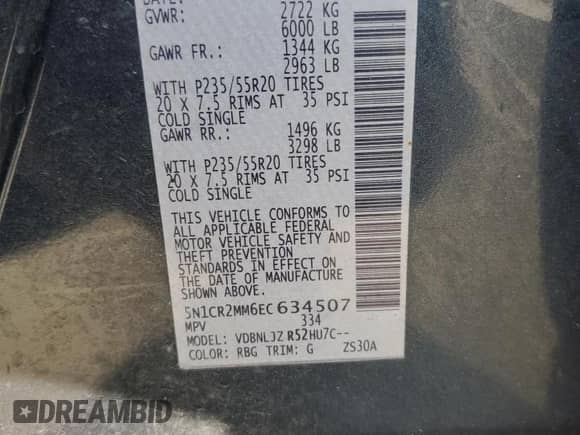 DATE:
GVWR: 2722 KG
6000 LB
GAWR FR.: 1344 KG
2963 LB
WITH P235/55R20 TIRES
20 X 7.5 RIMS AT 35 PSI
COLD SINGLE
GAWR RR.: 1496 KG
3298 LB
WITH P235/55R20 TIRES
20 X 7.5 RIMS AT 35 PSI
COLD SINGLE
THIS VEHICLE CONFORMS TO
ALL APPLICABLE FEDERAL
MOTOR VEHICLE SAFETY AND
THEFT PREVENTION
STANDARDS IN EFFECT ON
THE DATE OF MANUFACTURE
SHOWN ABOVE.
5N1CR2MM6EC634507
MPV 334
MODEL: R52HU7C--
COLOR: RBG TRIM: G ZS30A
DREAMBID